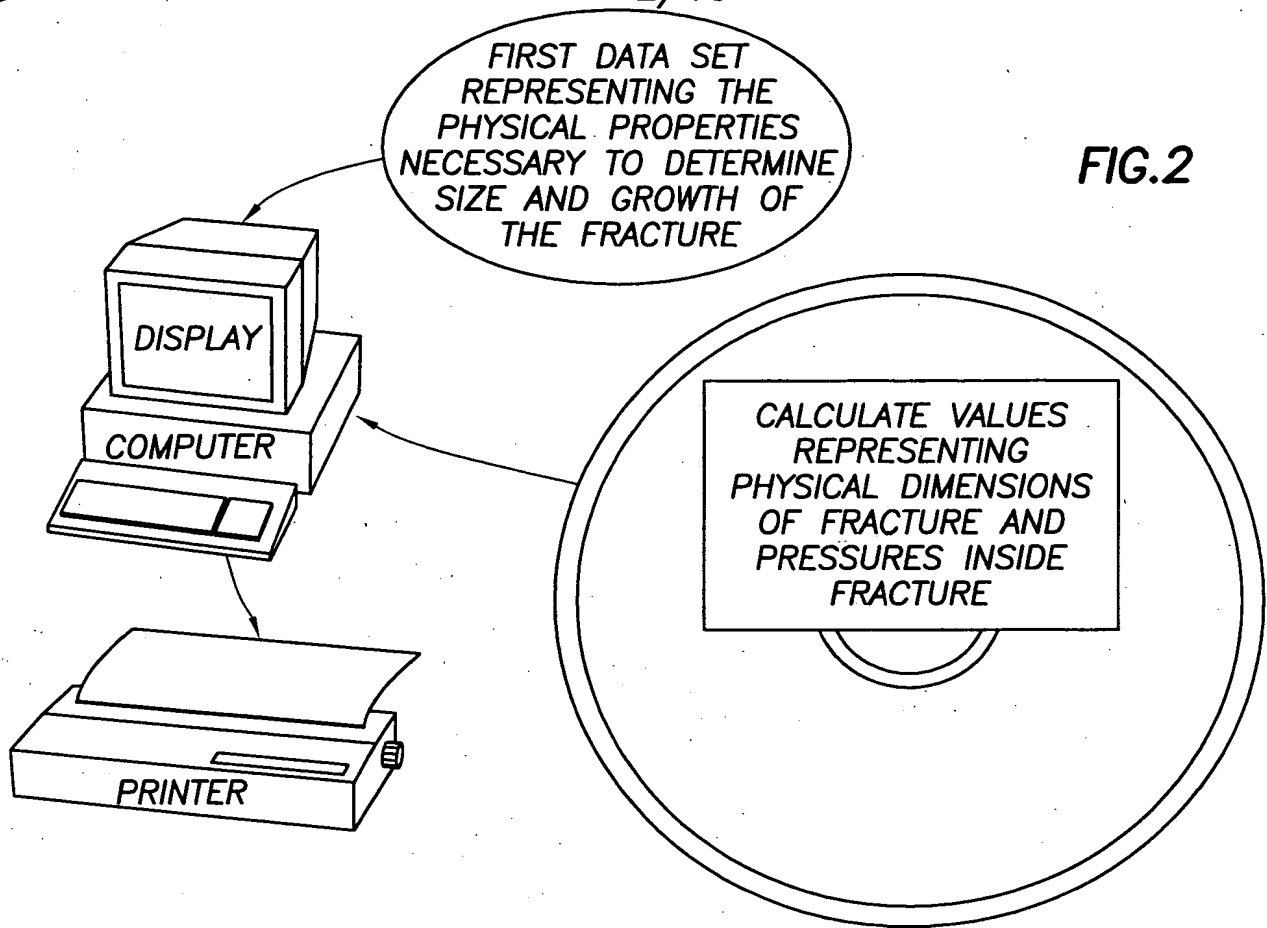 FIRST DATA SET
REPRESENTING THE
PHYSICAL PROPERTIES
NECESSARY TO DETERMINE
SIZE AND GROWTH OF
THE FRACTURE
FIG.2
DISPLAY
COMPUTER
CALCULATE VALUES
REPRESENTING
PHYSICAL DIMENSIONS
OF FRACTURE AND
PRESSURES INSIDE
FRACTURE
PRINTER